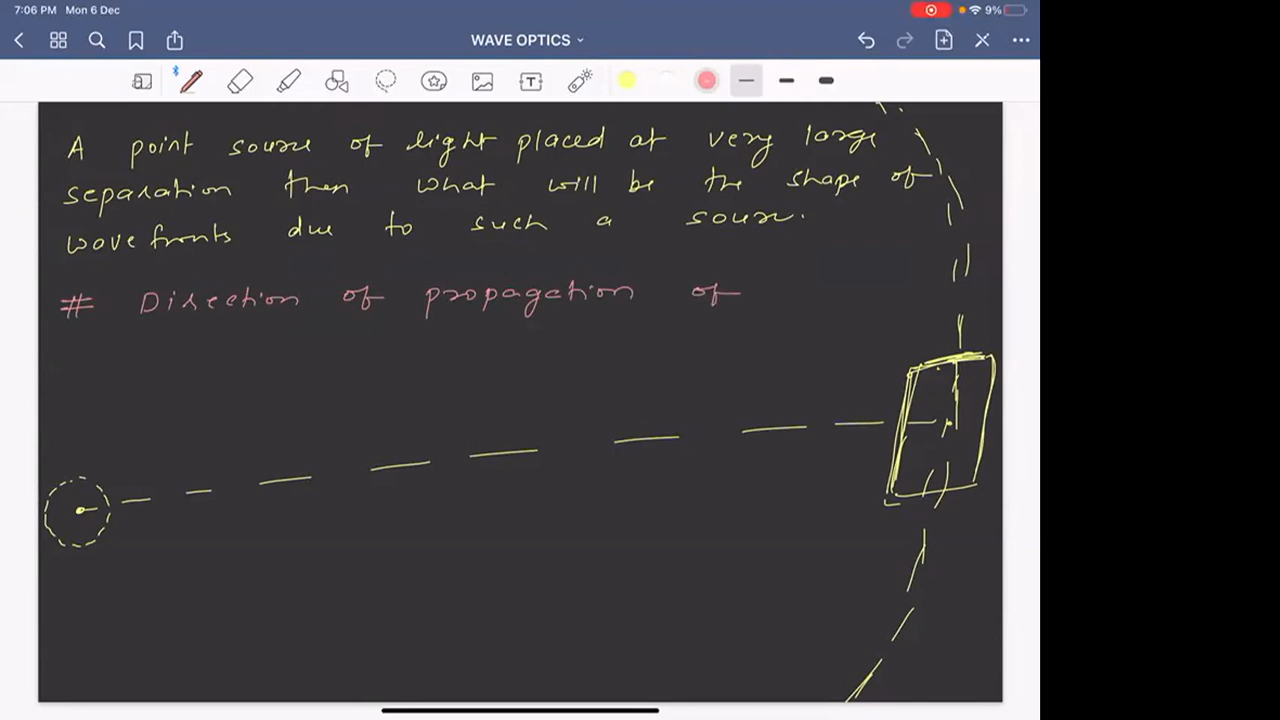 7:06 PM Mon 6 Dec
9%
WAVE OPTICS
A point source of light placed at very large
separation then what will be the shape of
wavefronts due to such a sourc.
# Direction of propagation of